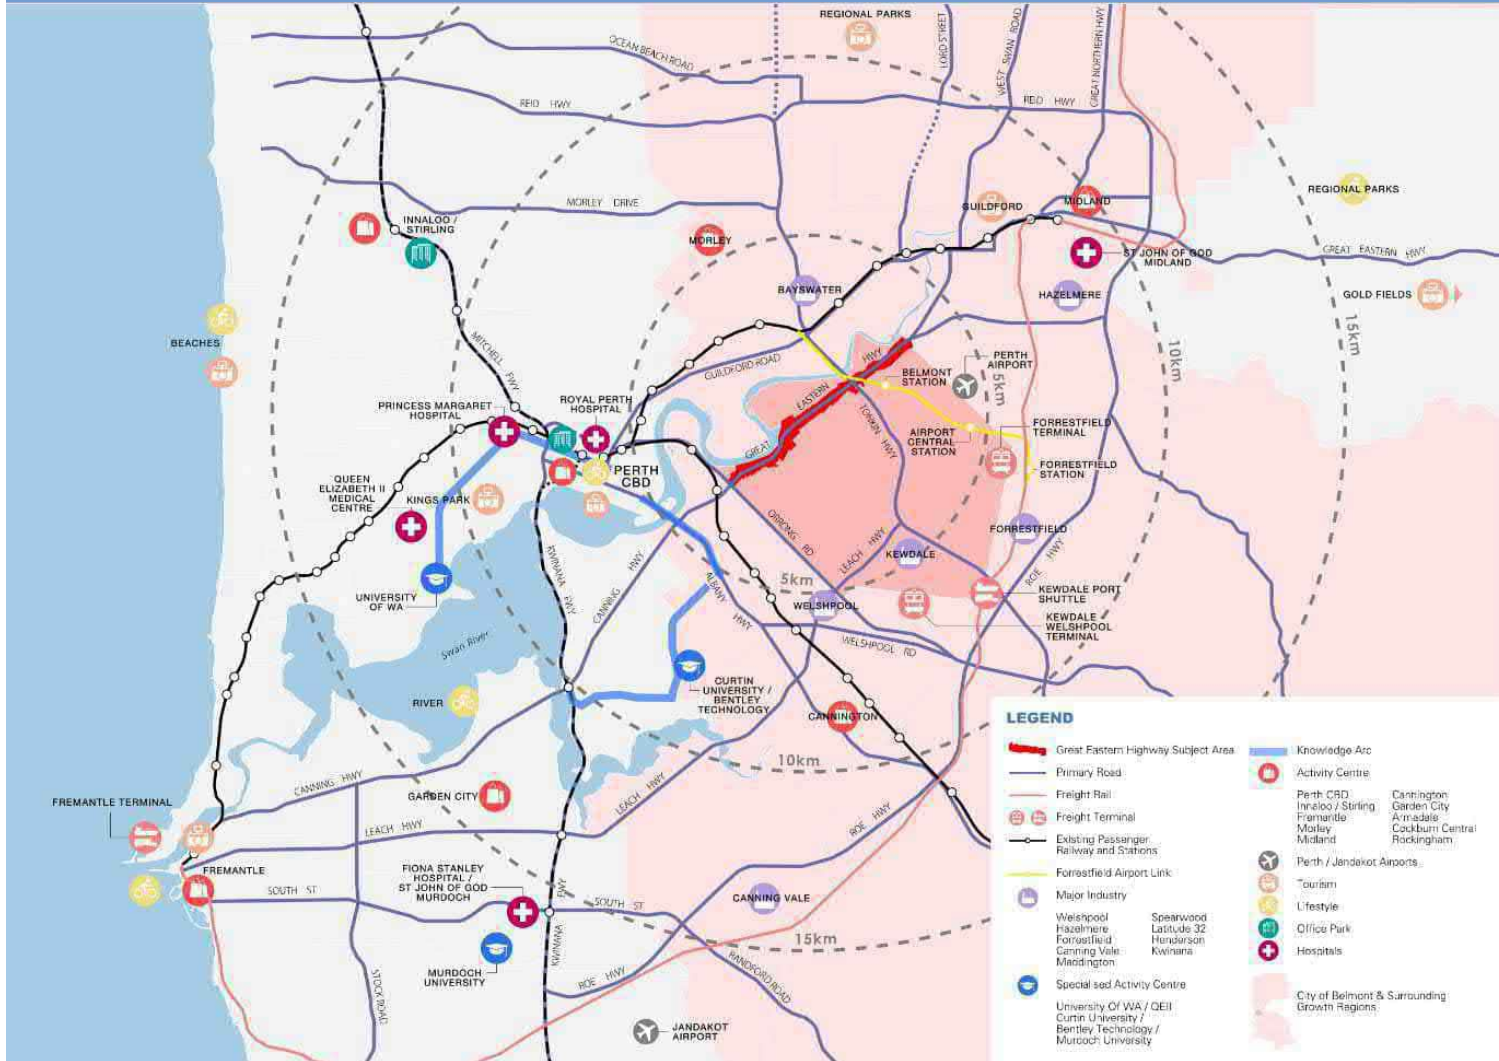 REGIONAL PARKS
OCEAN BEACH ROAD
LORD STREET
WEST SWAN ROAD
GREAT NORTHERN HWY
REID HWY
REID HWY
MORLEY DRIVE
REGIONAL PARKS
INNALOO /
STIRLING
MORLEY
GUILDFORD
MIDLAND
ST JOHN OF GOD
MIDLAND
GREAT EASTERN HWY
BAYSWATER
HAZELMERE
GOLD FIELDS
BEACHES
MITCHELL FWY
GUILDFORD ROAD
15km
10km
5km
PERTH
AIRPORT
BELMONT
STATION
GREAT EASTERN HWY
TONKIN HWY
PRINCESS MARGARET
HOSPITAL
ROYAL PERTH
HOSPITAL
AIRPORT
CENTRAL
STATION
FORRESTFIELD
TERMINAL
FORRESTFIELD
STATION
PERTH
CBD
QUEEN
ELIZABETH II
MEDICAL
CENTRE
KINGS PARK
ORRONG RD
LEACH HWY
FORRESTFIELD
KEWDALE
KWINANA FWY
CANNING HWY
ALBANY HWY
5km
ROE HWY
UNIVERSITY
OF WA
WELSHPOOL
KEWDALE PORT
SHUTTLE
KEWDALE
WELSHPOOL
TERMINAL
Swan River
WELSHPOOL RD
RIVER
CURTIN
UNIVERSITY /
BENTLEY
TECHNOLOGY
CANNINGTON
10km
CANNING HWY
GARDEN CITY
LEACH HWY
LEACH HWY
ROE HWY
FREMANTLE TERMINAL
FREMANTLE
SOUTH ST
FIONA STANLEY
HOSPITAL /
ST JOHN OF GOD
MURDOCH
SOUTH ST
CANNING VALE
15km
KWINANA FWY
MURDOCH
UNIVERSITY
ROE HWY
RANDFORD ROAD
STOCK ROAD
JANDAKOT
AIRPORT
LEGEND
Great Eastern Highway Subject Area
Primary Road
Freight Rail
Freight Terminal
Existing Passenger
Railway and Stations
Forrestfield Airport Link
Major Industry
Welshpool Spearwood
Hazelmere Latitude 32
Forrestfield Henderson
Canning Vale Kwinana
Maddington
Specialised Activity Centre
University Of WA / QEII
Curtin University /
Bentley Technology /
Murdoch University
Knowledge Arc
Activity Centre
Perth CBD Cannington
Innaloo / Stirling Garden City
Fremantle Armadale
Morley Cockburn Central
Midland Rockingham
Perth / Jandakot Airports
Tourism
Lifestyle
Office Park
Hospitals
City of Belmont & Surrounding
Growth Regions